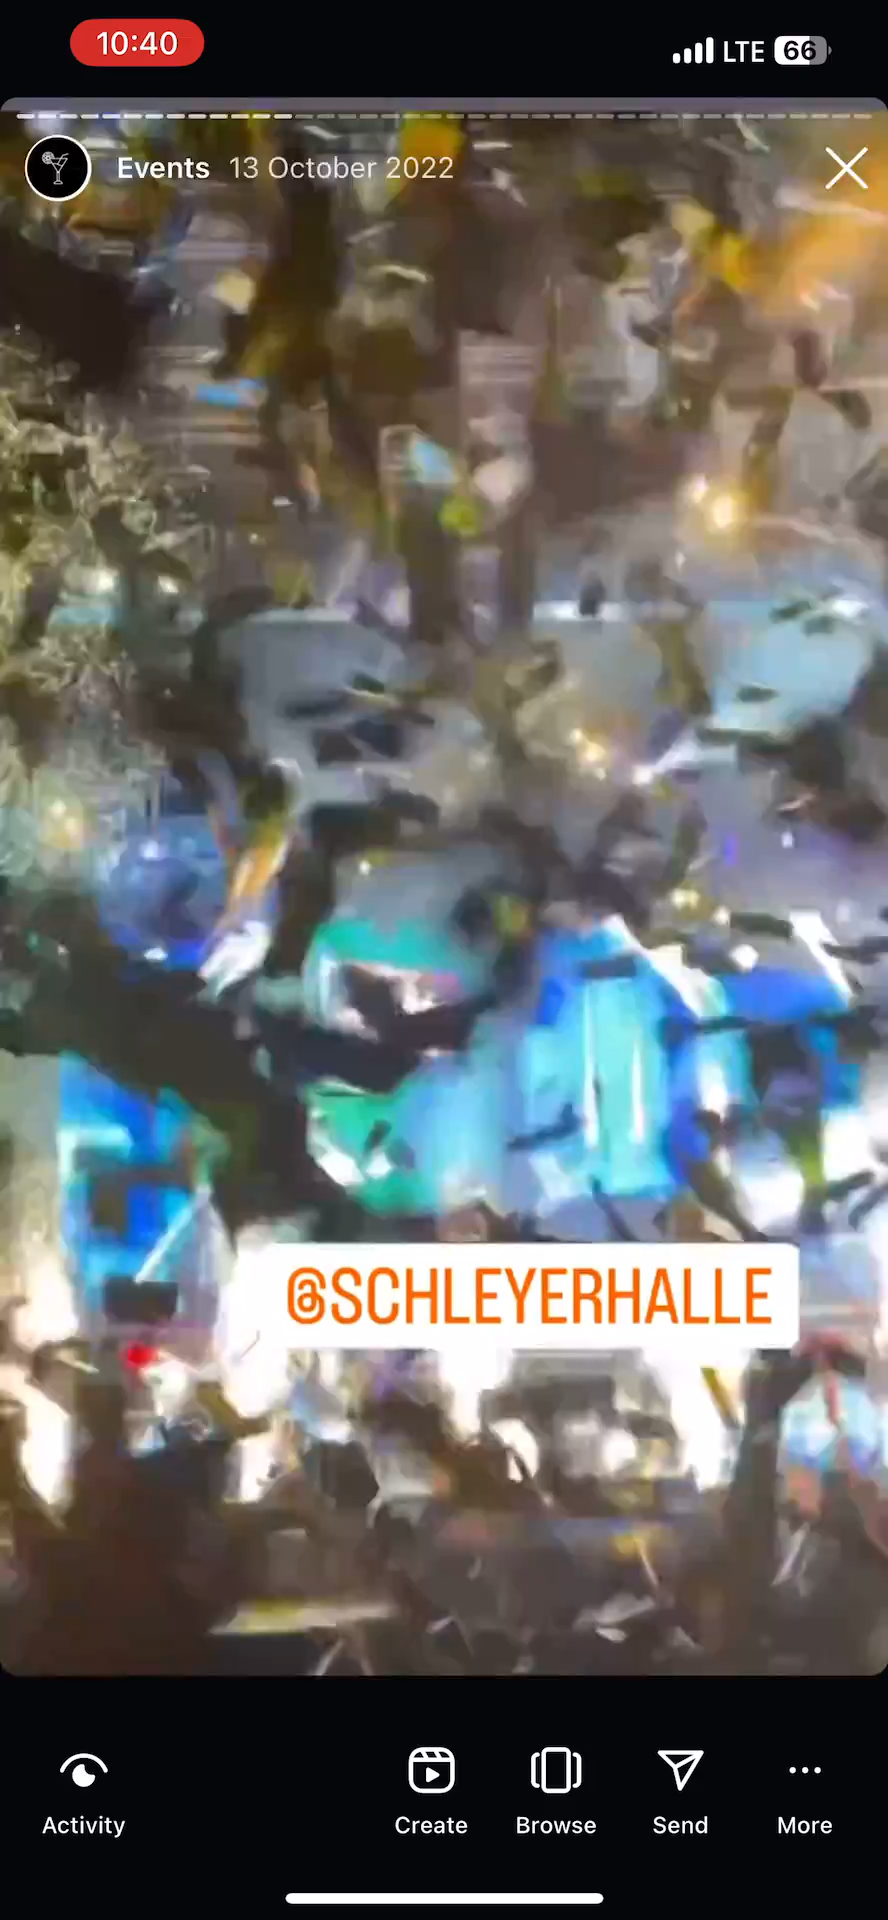 10:40
LTE 66
Events 13 October 2022
@SCHLEYERHALLE
Activity
Create
Browse
Send
More